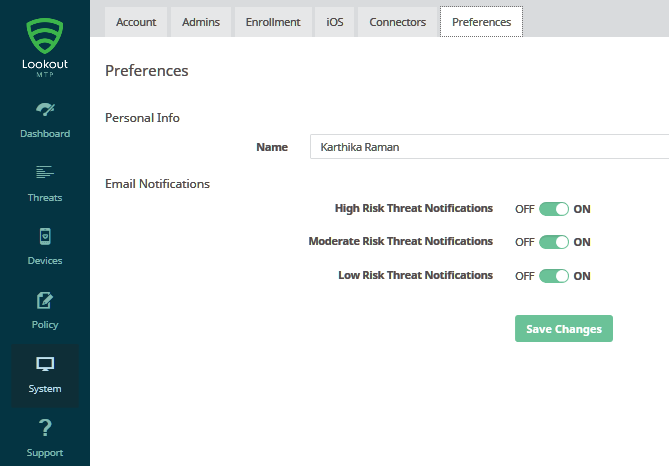 Lookout
MTP
Dashboard
Threats
Devices
Policy
System
Support
Account Admins Enrollment iOS Connectors Preferences
Preferences
Personal Info
Name Karthika Raman
Email Notifications
High Risk Threat Notifications OFF ON
Moderate Risk Threat Notifications OFF ON
Low Risk Threat Notifications OFF ON
Save Changes